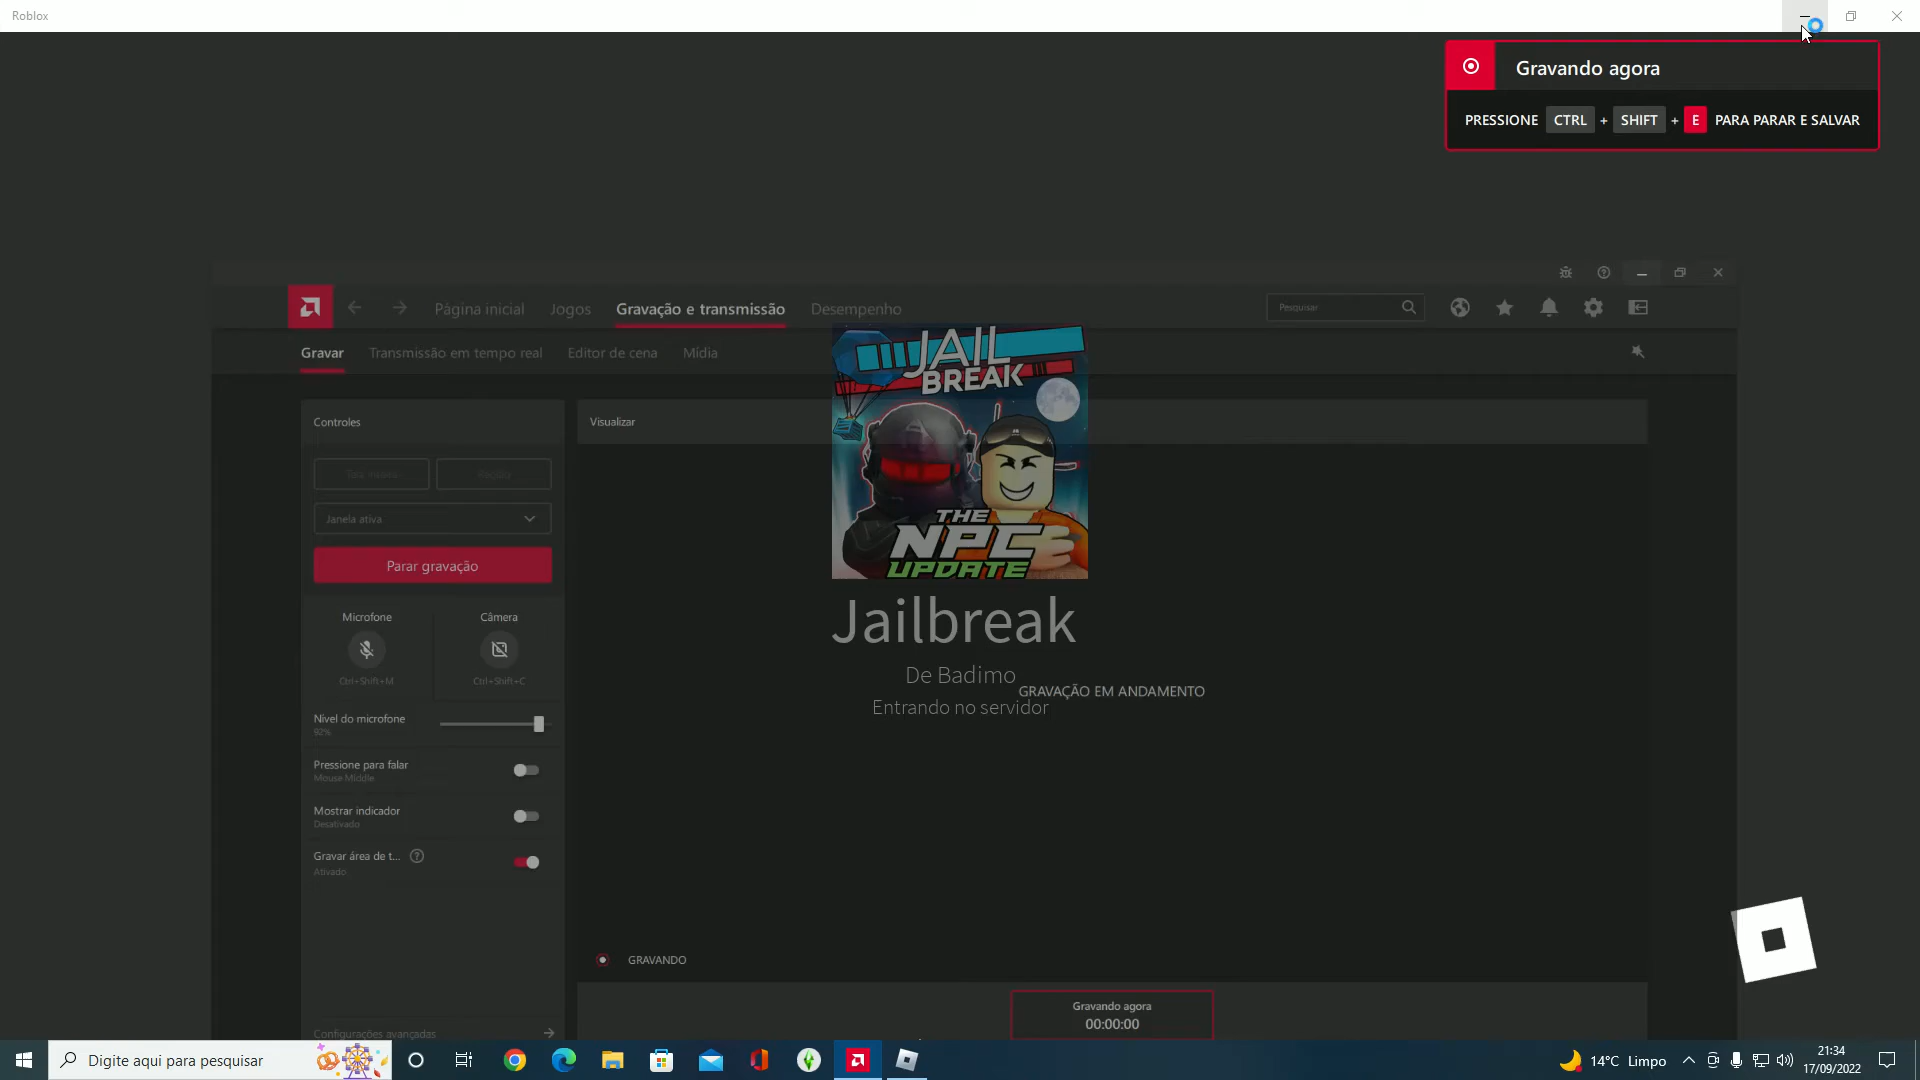 Roblox
Gravando agora
PRESSIONE CTRL + SHIFT + E PARA PARAR E SALVAR
Página inicial Jogos Gravação e transmissão Desempenho
Pesquisar
Gravar Transmissão em tempo real Editor de cena Mídia
Controles
Visualizar
Janela ativa
Parar gravação
Microfone Câmera
Ctrl+Shift+M Ctrl+Shift+C
Nível do microfone
92%
Pressione para falar
Mouse Middle
Mostrar indicador
Desativado
Gravar área de t...
Ativado
Configurações avançadas
JAIL
BREAK
THE
NPC
UPDATE
Jailbreak
De Badimo
GRAVAÇÃO EM ANDAMENTO
Entrando no servidor
GRAVANDO
Gravando agora
00:00:00
Digite aqui para pesquisar
14°C Limpo
21:34
17/09/2022